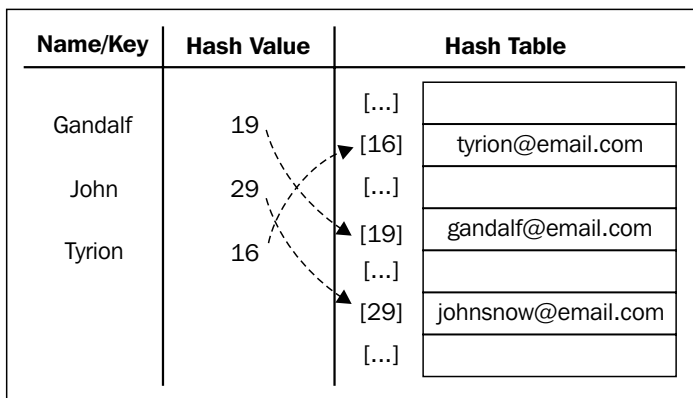 Name/Key Hash Value Hash Table
[...]
Gandalf 19
[16] tyrion@email.com
John 29 [...]
[19] gandalf@email.com
Tyrion 16
[...]
[29] johnsnow@email.com
[...]